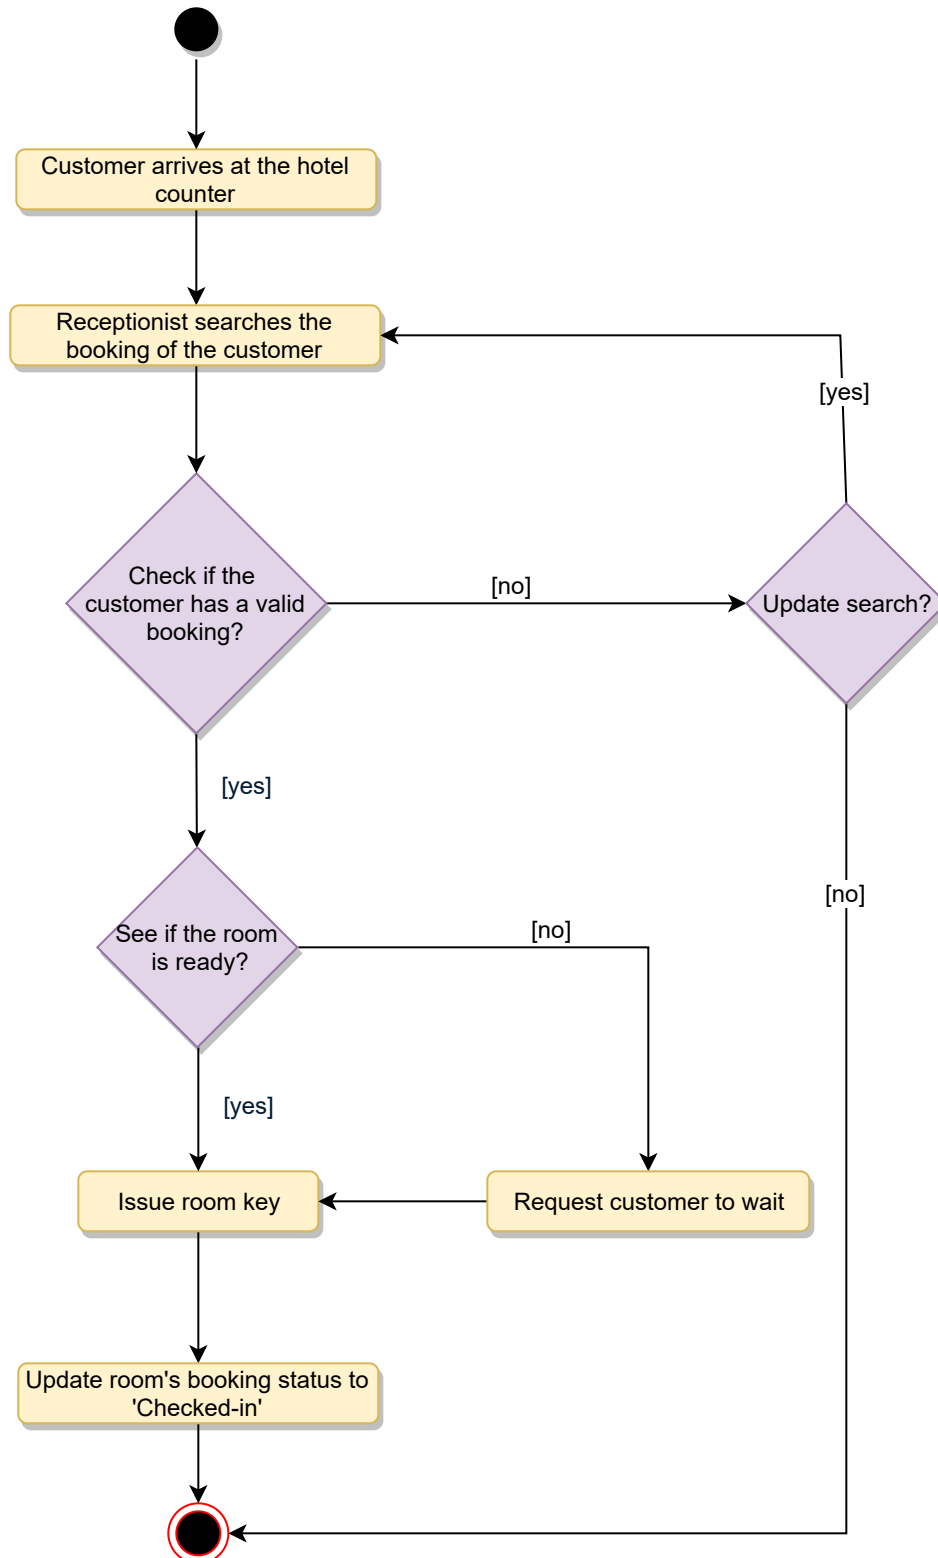 Customer arrives at the hotel
counter
Receptionist searches the
booking of the customer
[yes]
Check if the
customer has a valid
booking?
[no]
Update search?
[yes]
[no]
See if the room
is ready?
[no]
[yes]
Issue room key
Request customer to wait
Update room's booking status to
'Checked-in'